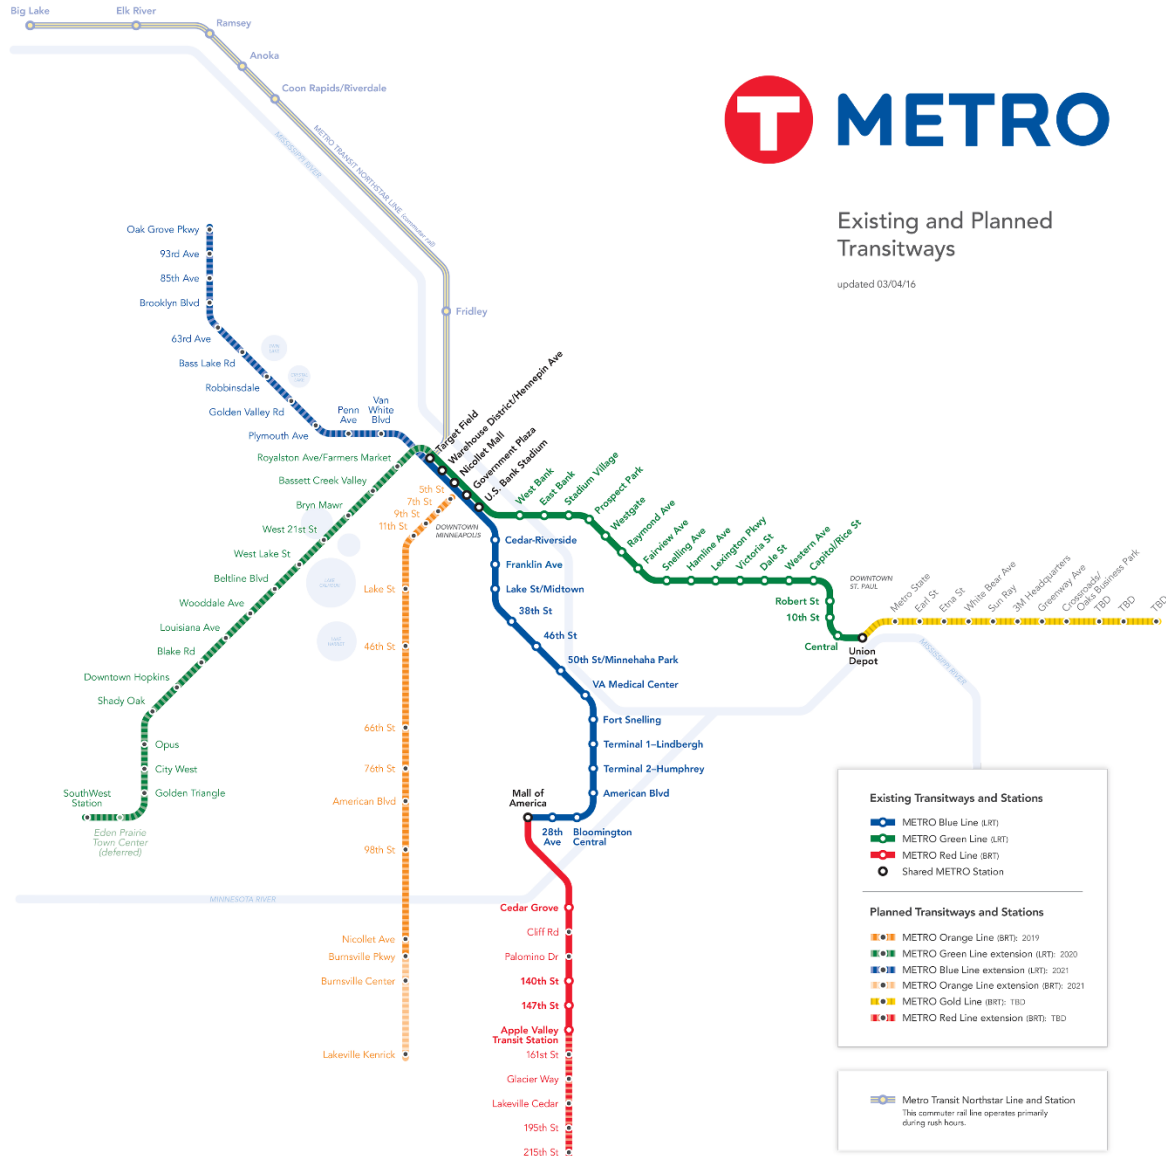 Big Lake
Elk River
Ramsey
Anoka
Coon Rapids/Riverdale
METRO TRANSIT NORTHSTAR LINE (commuter rail)
MISSISSIPPI RIVER
Fridley
T METRO
Existing and Planned
Transitways
updated 03/04/16
Oak Grove Pkwy
93rd Ave
85th Ave
Brooklyn Blvd
63rd Ave
Bass Lake Rd
Robbinsdale
Golden Valley Rd
Plymouth Ave
Penn
Ave
Van
White
Blvd
Target Field
Warehouse District/Hennepin Ave
Nicollet Mall
Government Plaza
U.S. Bank Stadium
DOWNTOWN
MINNEAPOLIS
Royalston Ave/Farmers Market
Bassett Creek Valley
Bryn Mawr
West 21st St
West Lake St
Beltline Blvd
Wooddale Ave
Louisiana Ave
Blake Rd
Downtown Hopkins
Shady Oak
Opus
City West
Golden Triangle
SouthWest
Station
Eden Prairie
Town Center
(deferred)
5th St
7th St
9th St
11th St
Lake St
46th St
66th St
76th St
American Blvd
98th St
Nicollet Ave
Burnsville Pkwy
Burnsville Center
Lakeville Kenrick
West Bank
East Bank
Stadium Village
Prospect Park
Westgate
Raymond Ave
Fairview Ave
Snelling Ave
Hamline Ave
Lexington Pkwy
Victoria St
Dale St
Western Ave
Capitol/Rice St
Robert St
10th St
Central
Union
Depot
DOWNTOWN
ST. PAUL
Metro State
Earl St
Etna St
White Bear Ave
Sun Ray
3M Headquarters
Greenway Ave
Crossroads/
Oaks Business Park
TBD
TBD
TBD
MISSISSIPPI RIVER
Cedar-Riverside
Franklin Ave
Lake St/Midtown
38th St
46th St
50th St/Minnehaha Park
VA Medical Center
Fort Snelling
Terminal 1–Lindbergh
Terminal 2–Humphrey
American Blvd
Bloomington
Central
28th
Ave
Mall of
America
MINNESOTA RIVER
Cedar Grove
Cliff Rd
Palomino Dr
140th St
147th St
Apple Valley
Transit Station
161st St
Glacier Way
Lakeville Cedar
195th St
215th St
Existing Transitways and Stations
METRO Blue Line (LRT)
METRO Green Line (LRT)
METRO Red Line (BRT)
Shared METRO Station
Planned Transitways and Stations
METRO Orange Line (BRT): 2019
METRO Green Line extension (LRT): 2020
METRO Blue Line extension (LRT): 2021
METRO Orange Line extension (BRT): 2021
METRO Gold Line (BRT): TBD
METRO Red Line extension (BRT): TBD
Metro Transit Northstar Line and Station
This commuter rail line operates primarily
during rush hours.